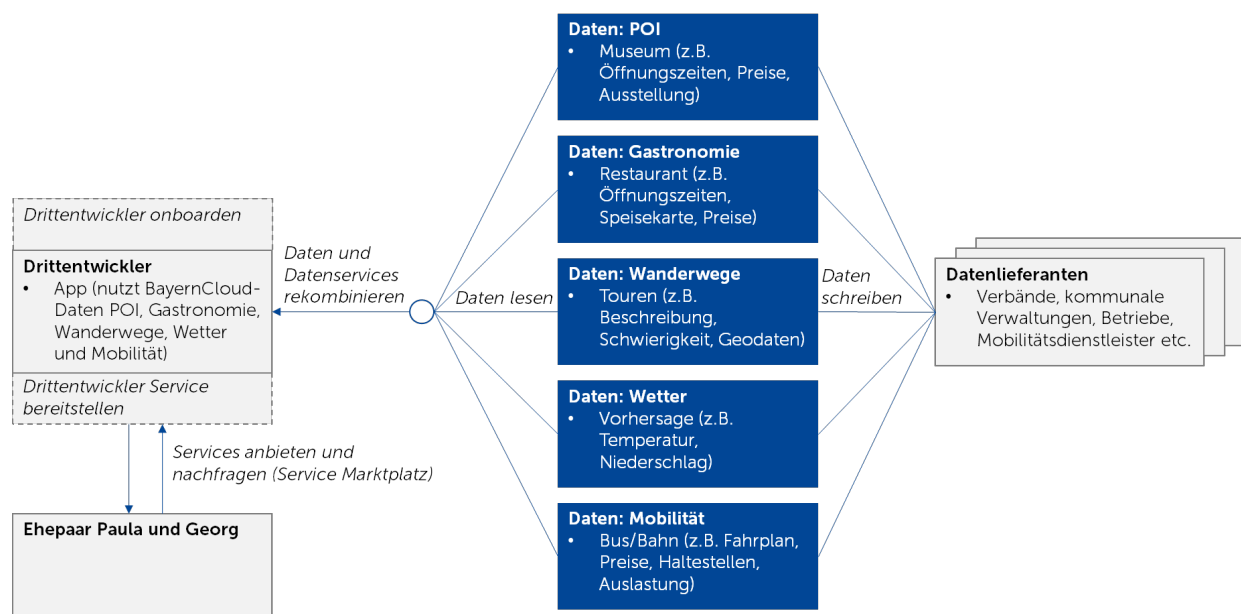 Drittentwickler onboarden
Drittentwickler
• App (nutzt BayernCloud-
Daten POI, Gastronomie,
Wanderwege, Wetter
und Mobilität)
Drittentwickler Service
bereitstellen
Services anbieten und
nachfragen (Service Marktplatz)
Ehepaar Paula und Georg
Daten und
Datenservices
rekombinieren
Daten lesen
Daten: POI
• Museum (z.B.
Öffnungszeiten, Preise,
Ausstellung)
Daten: Gastronomie
• Restaurant (z.B.
Öffnungszeiten,
Speisekarte, Preise)
Daten: Wanderwege
• Touren (z.B.
Beschreibung,
Schwierigkeit, Geodaten)
Daten: Wetter
• Vorhersage (z.B.
Temperatur,
Niederschlag)
Daten: Mobilität
• Bus/Bahn (z.B. Fahrplan,
Preise, Haltestellen,
Auslastung)
Daten
schreiben
Datenlieferanten
• Verbände, kommunale
Verwaltungen, Betriebe,
Mobilitätsdienstleister etc.